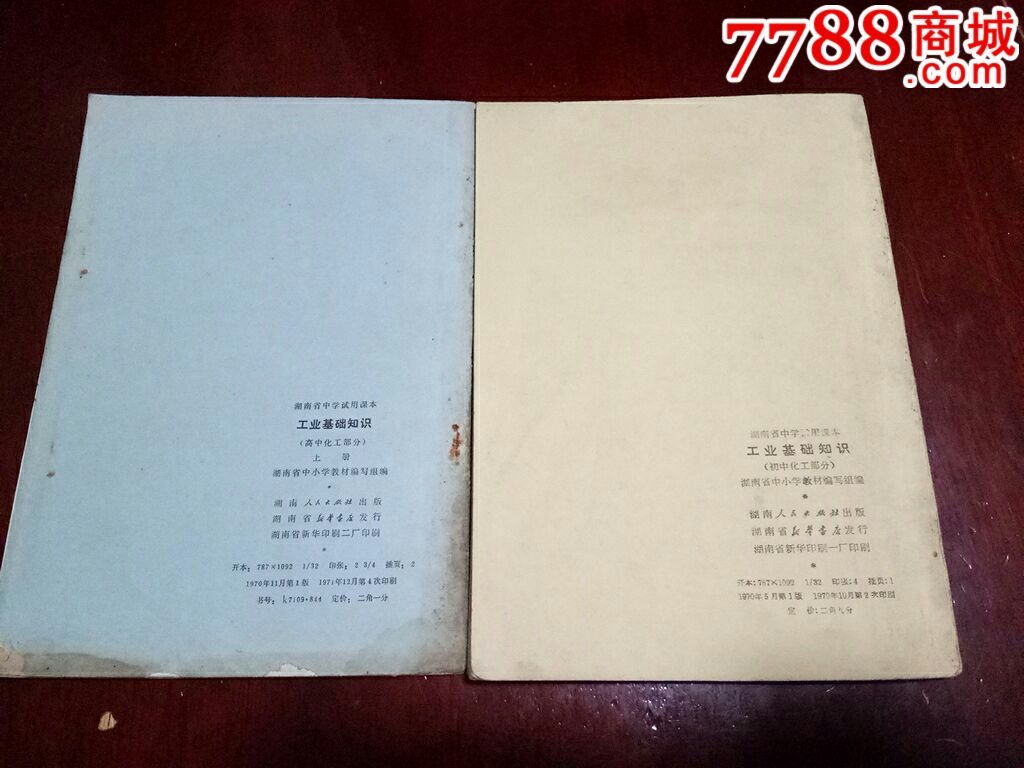 7788商城
.com
湖南省中学试用课本
工业基础知识
(高中化工部分)
上 册
湖南省中小学教材编写组编
*
湖南人民出版社出版
湖南省新华书店发行
湖南省新华印刷二厂印刷
*
开本：787×1092 1/32 印张：2 3/4 插页：2
1970年11月第1版 1971年12月第4次印刷
书号：k7109·844 定价：二角一分
湖南省中学试用课本
工业基础知识
(初中化工部分)
湖南省中小学教材编写组编
*
湖南人民出版社出版
湖南省新华书店发行
湖南省新华印刷一厂印刷
*
开本：787×1092 1/32 印张：4 插页：1
1970年5月第1版 1970年10月第2次印刷
定 价：二角九分